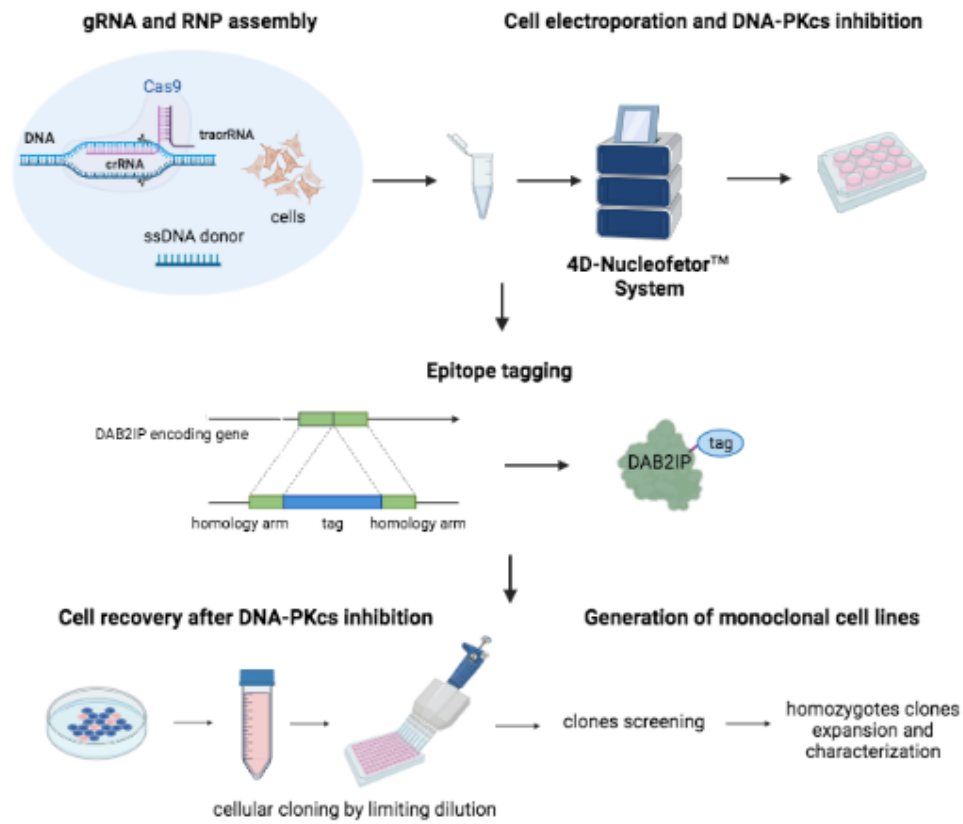 gRNA and RNP assembly
Cell electroporation and DNA-PKcs inhibition
Cas9
DNA
tracrRNA
crRNA
cells
ssDNA donor
4D-Nucleofetor™
System
Epitope tagging
DAB2IP encoding gene
DAB2IP
tag
homology arm
tag
homology arm
Cell recovery after DNA-PKcs inhibition
Generation of monoclonal cell lines
clones screening
homozygotes clones
expansion and
characterization
cellular cloning by limiting dilution